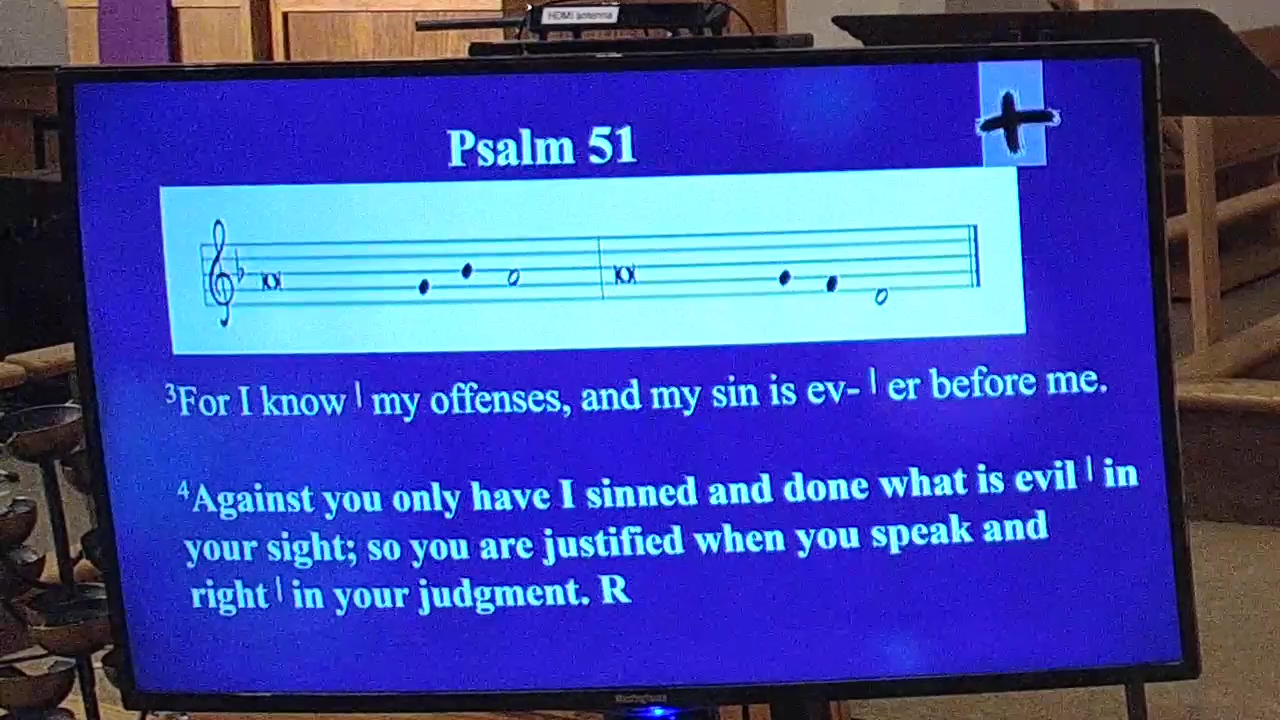 HDMI antenna
Psalm 51
³For I know | my offenses, and my sin is ev- | er before me.
⁴Against you only have I sinned and done what is evil | in
your sight; so you are justified when you speak and
right | in your judgment. R